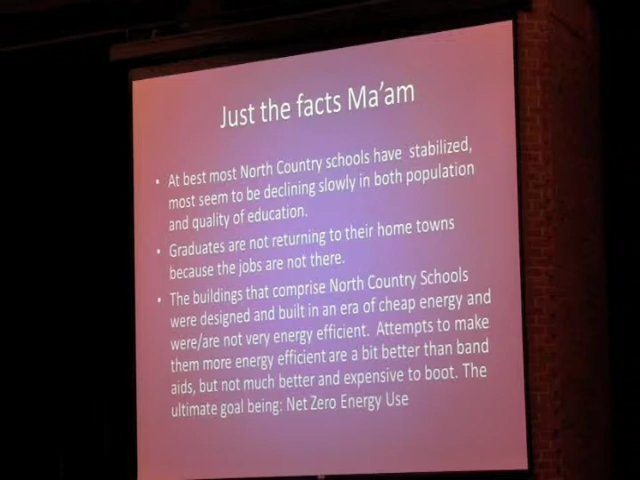 Just the facts Ma'am
• At best most North Country schools have stabilized,
most seem to be declining slowly in both population
and quality of education.
• Graduates are not returning to their home towns
because the jobs are not there.
• The buildings that comprise North Country Schools
were designed and built in an era of cheap energy and
were/are not very energy efficient. Attempts to make
them more energy efficient are a bit better than band
aids, but not much better and expensive to boot. The
ultimate goal being: Net Zero Energy Use